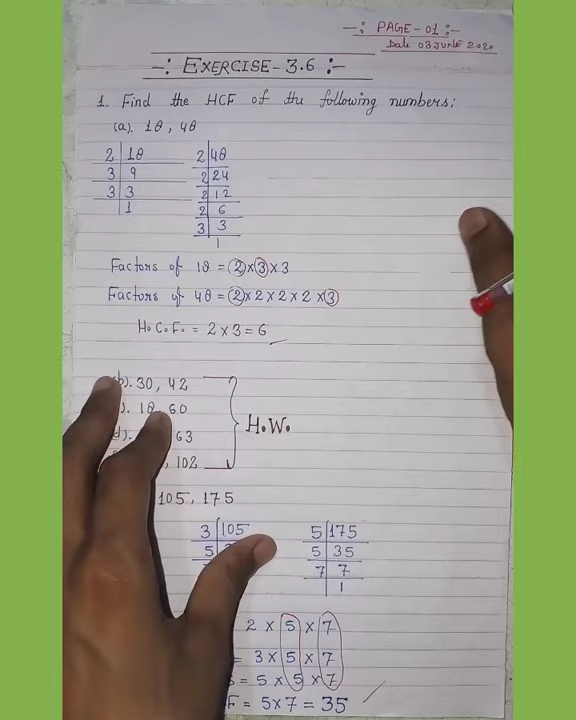 -: PAGE-01 :-
Date 03 JUNE 2020
-: EXERCISE-3.6 :-
1. Find the HCF of the following numbers:
(a). 18, 48
2 | 18
3 | 9
3 | 3
1
2 | 48
2 | 24
2 | 12
2 | 6
3 | 3
1
Factors of 18 = 2×3×3
Factors of 48 = 2×2×2×2×3
H.C.F. = 2×3=6
(b). 30, 42
). 18, 60
d). 63
, 102
H.W.
105, 175
3 | 105
5 |
5 | 175
5 | 35
7 | 7
1
2 × 5 × 7
= 3 × 5 × 7
= 5 × 5 × 7
F = 5×7 = 35